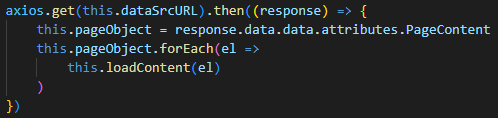 axios.get(this.dataSrcURL).then((response) => {
    this.pageObject = response.data.data.attributes.PageContent
    this.pageObject.forEach(el =>
        this.loadContent(el)
    )
})